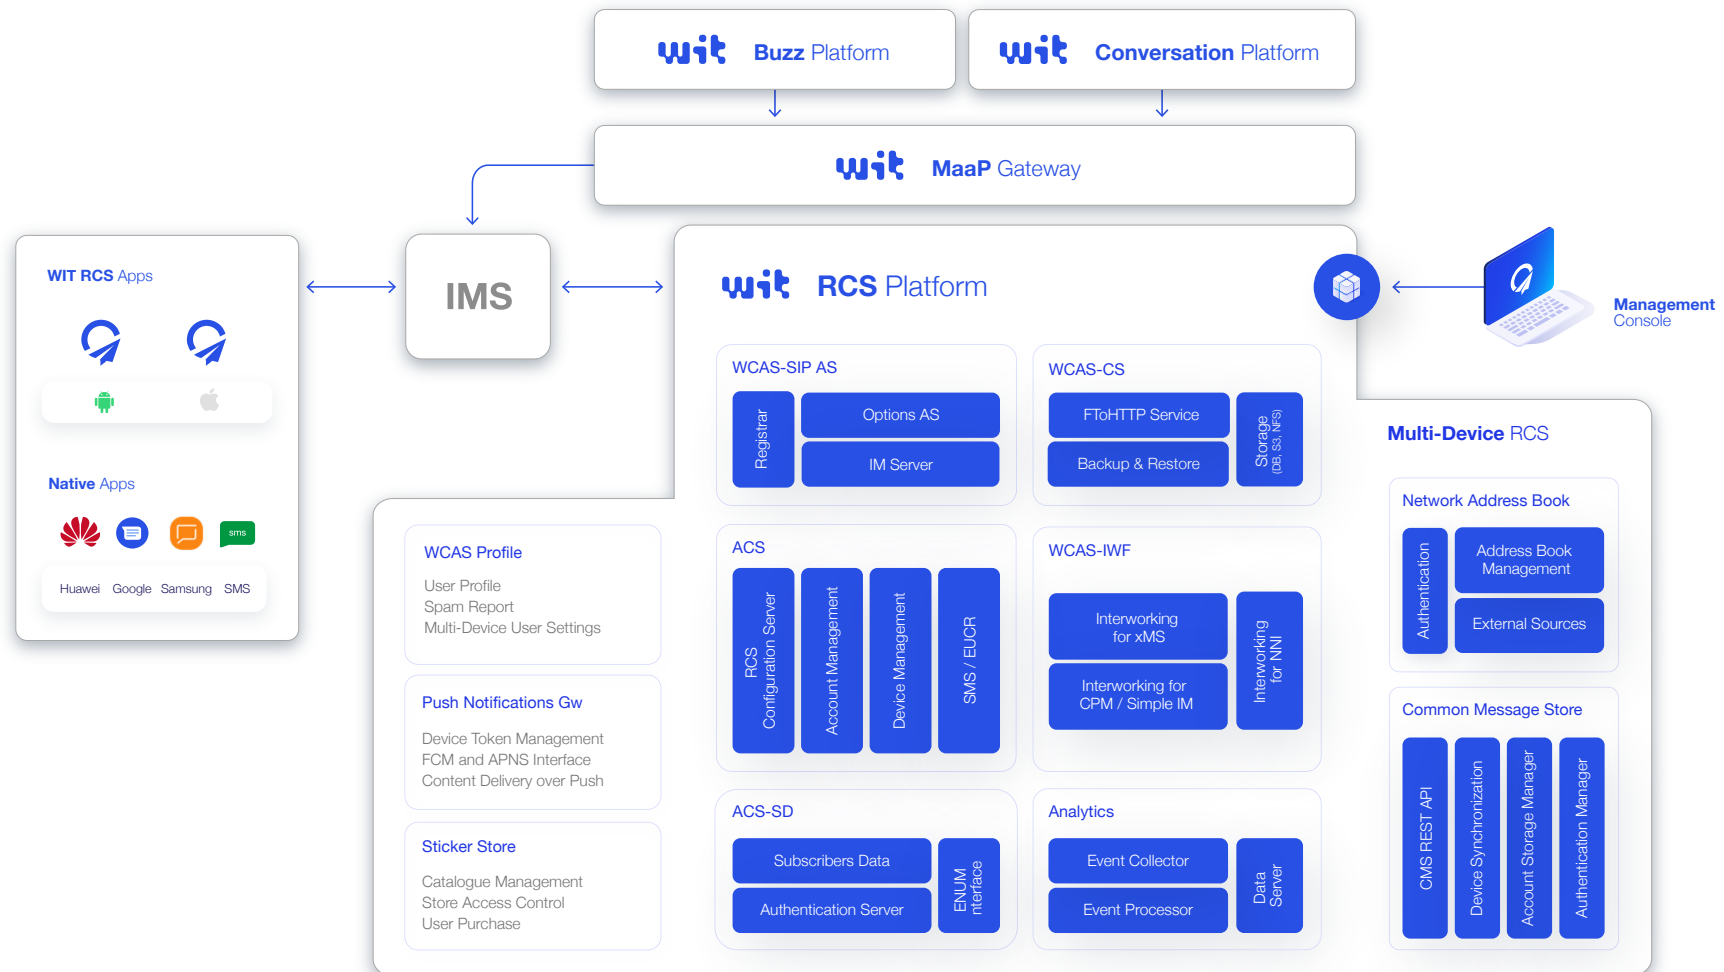 wit Buzz Platform
wit Conversation Platform
wit MaaP Gateway
WIT RCS Apps
Native Apps
sms
Huawei Google Samsung SMS
IMS
wit RCS Platform
Management
Console
WCAS-SIP AS
Registrar
Options AS
IM Server
WCAS-CS
FToHTTP Service
Backup & Restore
Storage
(DB, S3, NFS)
Multi-Device RCS
Network Address Book
Authentication
Address Book
Management
External Sources
WCAS Profile
User Profile
Spam Report
Multi-Device User Settings
ACS
RCS
Configuration Server
Account Management
Device Management
SMS / EUCR
WCAS-IWF
Interworking
for xMS
Interworking for
CPM / Simple IM
Interworking
for NNI
Push Notifications Gw
Device Token Management
FCM and APNS Interface
Content Delivery over Push
Common Message Store
CMS REST API
Device Synchronization
Account Storage Manager
Authentication Manager
Sticker Store
Catalogue Management
Store Access Control
User Purchase
ACS-SD
Subscribers Data
Authentication Server
ENUM
nterface
Analytics
Event Collector
Event Processor
Data
Server